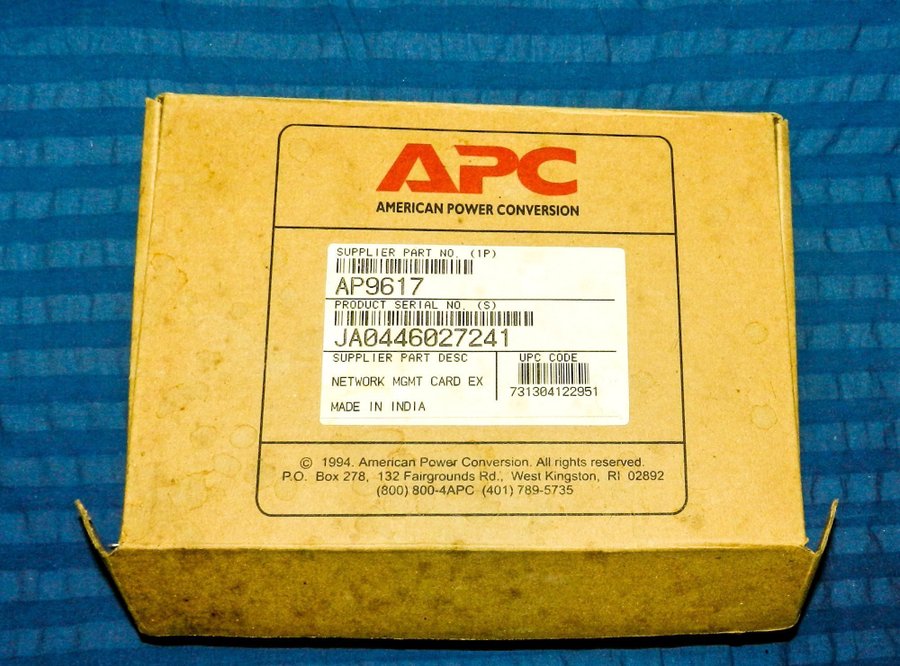 APC
AMERICAN POWER CONVERSION
SUPPLIER PART NO. (1P)
AP9617
PRODUCT SERIAL NO. (S)
JA0446027241
SUPPLIER PART DESC
NETWORK MGMT CARD EX
MADE IN INDIA
UPC CODE
731304122951
© 1994. American Power Conversion. All rights reserved.
P.O. Box 278, 132 Fairgrounds Rd., West Kingston, RI 02892
(800) 800-4APC (401) 789-5735